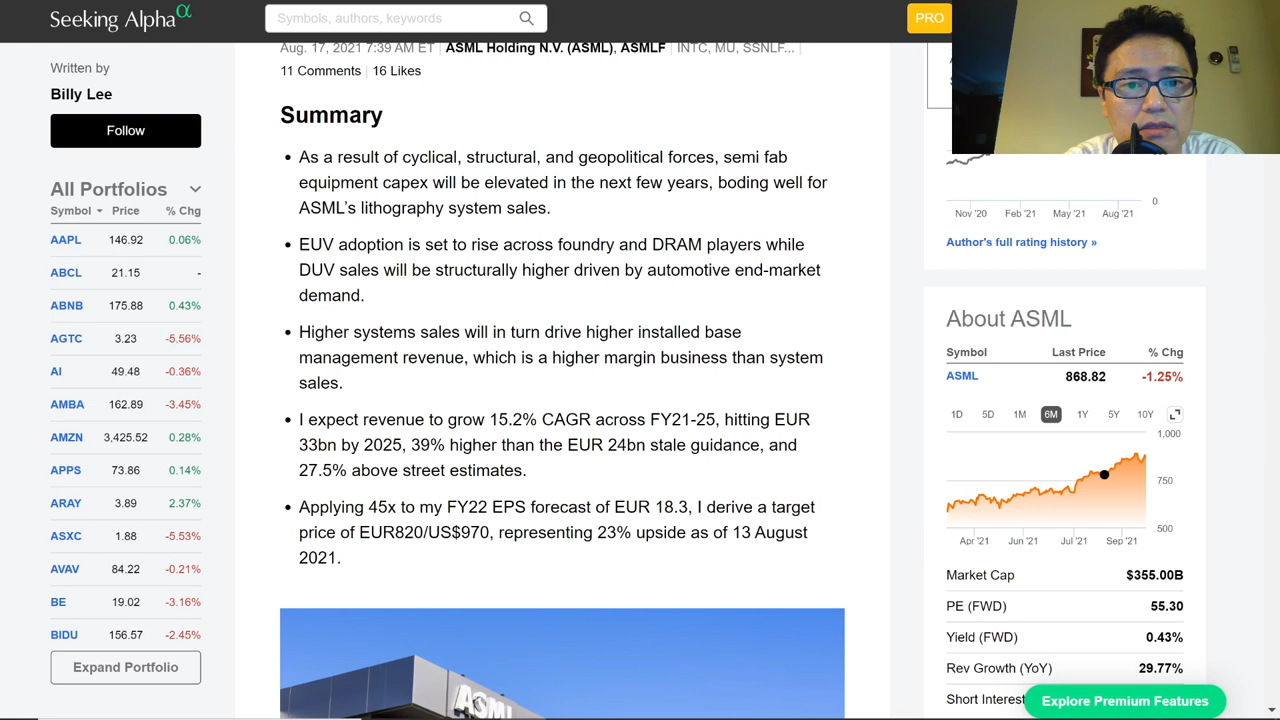 Seeking Alpha α
Symbols, authors, keywords
PRO
Aug. 17, 2021 7:39 AM ET | ASML Holding N.V. (ASML), ASMLF | INTC, MU, SSNLF... |
11 Comments | 16 Likes
Written by
Billy Lee
Follow
All Portfolios
Symbol Price % Chg
AAPL 146.92 0.06%
ABCL 21.15 -
ABNB 175.88 0.43%
AGTC 3.23 -5.56%
AI 49.48 -0.36%
AMBA 162.89 -3.45%
AMZN 3,425.52 0.28%
APPS 73.86 0.14%
ARAY 3.89 2.37%
ASXC 1.88 -5.53%
AVAV 84.22 -0.21%
BE 19.02 -3.16%
BIDU 156.57 -2.45%
Expand Portfolio
Summary
• As a result of cyclical, structural, and geopolitical forces, semi fab
equipment capex will be elevated in the next few years, boding well for
ASML's lithography system sales.
• EUV adoption is set to rise across foundry and DRAM players while
DUV sales will be structurally higher driven by automotive end-market
demand.
• Higher systems sales will in turn drive higher installed base
management revenue, which is a higher margin business than system
sales.
• I expect revenue to grow 15.2% CAGR across FY21-25, hitting EUR
33bn by 2025, 39% higher than the EUR 24bn stale guidance, and
27.5% above street estimates.
• Applying 45x to my FY22 EPS forecast of EUR 18.3, I derive a target
price of EUR820/US$970, representing 23% upside as of 13 August
2021.
ASML
0
Nov '20 Feb '21 May '21 Aug '21
Author's full rating history »
About ASML
Symbol Last Price % Chg
ASML 868.82 -1.25%
1D 5D 1M 6M 1Y 5Y 10Y
1,000
750
500
Apr '21 Jun '21 Jul '21 Sep '21
Market Cap $355.00B
PE (FWD) 55.30
Yield (FWD) 0.43%
Rev Growth (YoY) 29.77%
Short Interest
Explore Premium Features